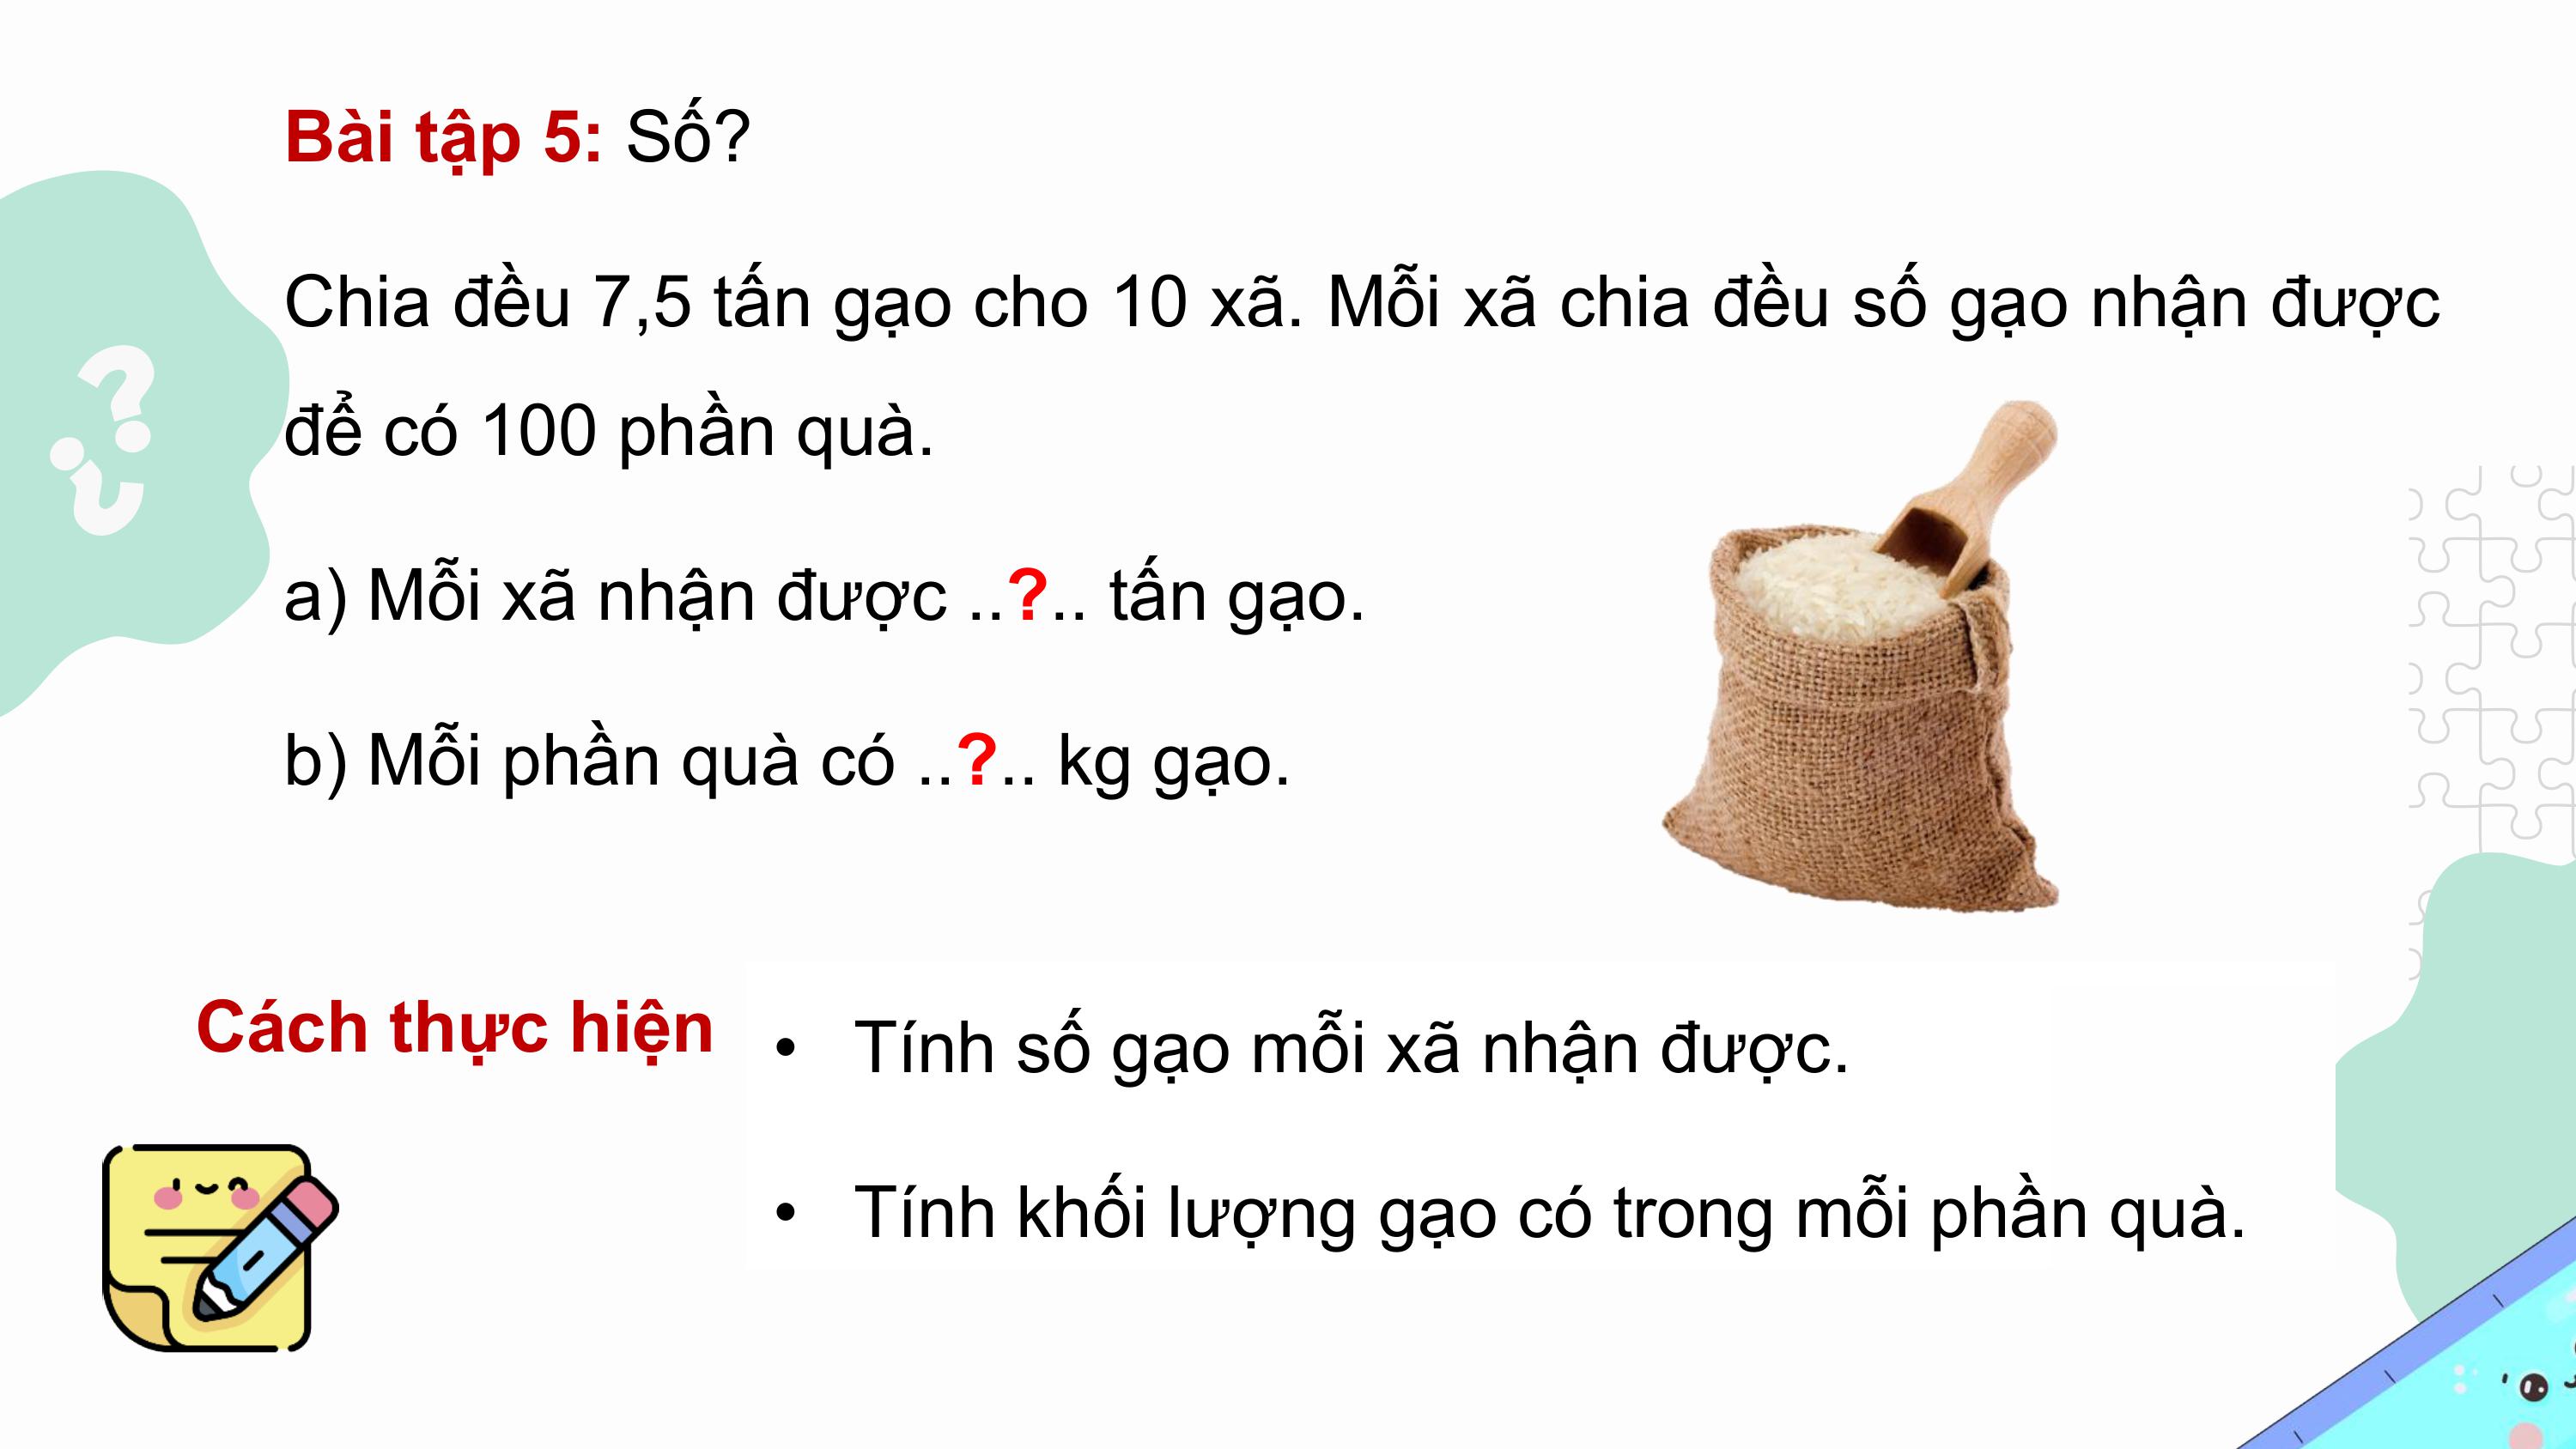 Bài tập 5: Số?
Chia đều 7,5 tấn gạo cho 10 xã. Mỗi xã chia đều số gạo nhận được
để có 100 phần quà.
a) Mỗi xã nhận được ..?.. tấn gạo.
b) Mỗi phần quà có ..?.. kg gạo.
Cách thực hiện
• Tính số gạo mỗi xã nhận được.
• Tính khối lượng gạo có trong mỗi phần quà.